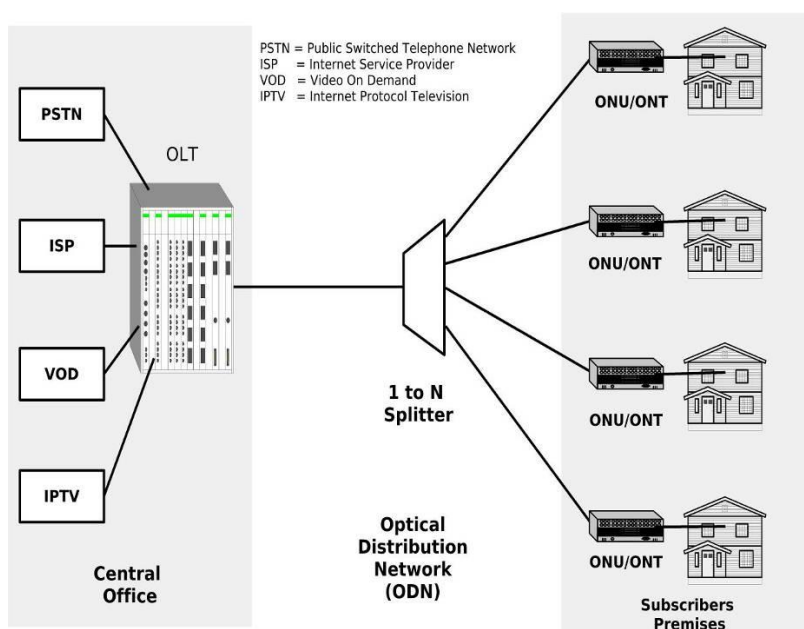 PSTN = Public Switched Telephone Network
ISP = Internet Service Provider
VOD = Video On Demand
IPTV = Internet Protocol Television
PSTN
OLT
ISP
VOD
IPTV
Central
Office
1 to N
Splitter
Optical
Distribution
Network
(ODN)
ONU/ONT
ONU/ONT
ONU/ONT
ONU/ONT
Subscribers
Premises